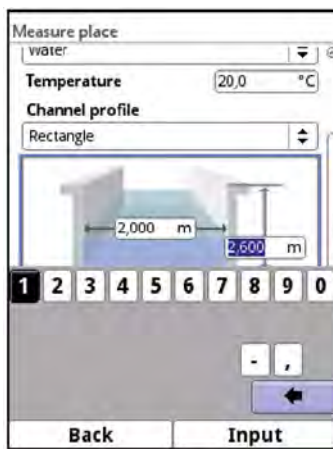 Measure place
Water
Temperature 20,0 °C
Channel profile
Rectangle
2,000 m
2,600 m
1 2 3 4 5 6 7 8 9 0
- ,
Back Input